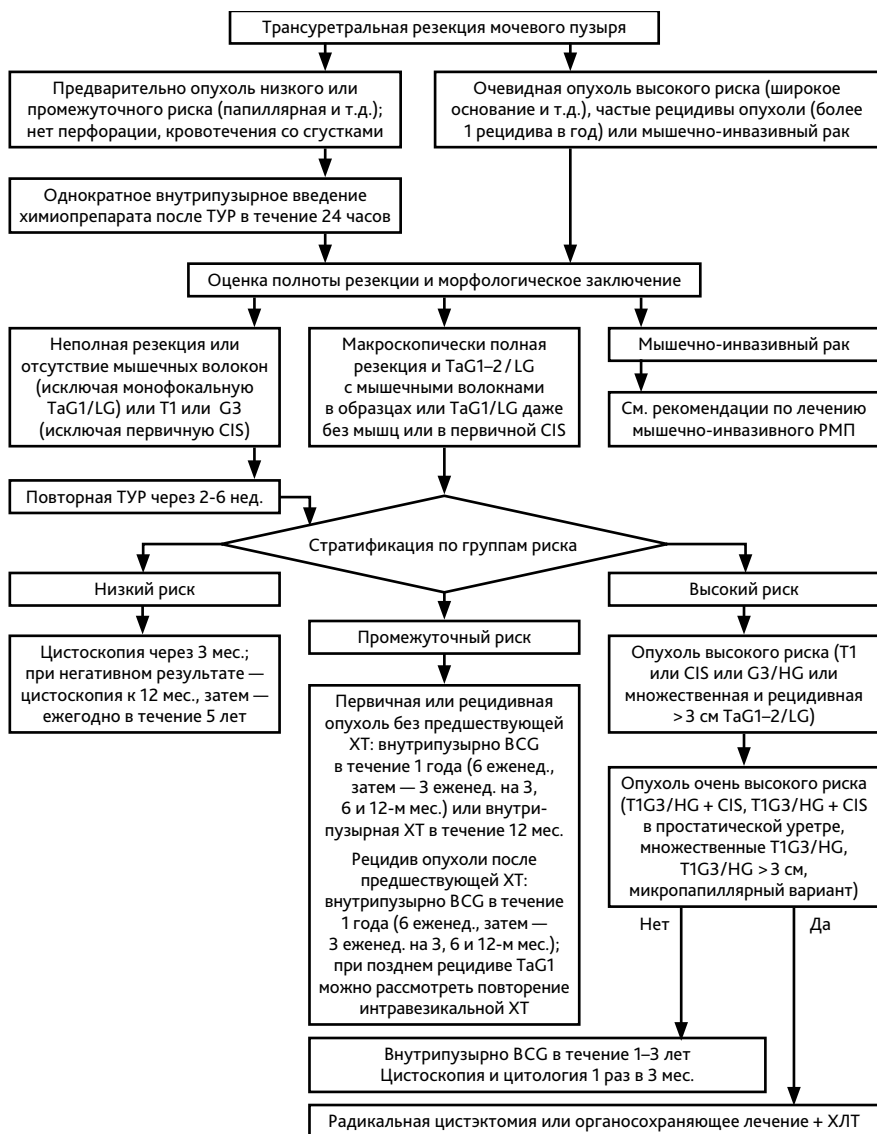 Трансуретральная резекция мочевого пузыря
Предварительно опухоль низкого или
промежуточного риска (папиллярная и т.д.);
нет перфорации, кровотечения со сгустками
Очевидная опухоль высокого риска (широкое
основание и т.д.), частые рецидивы опухоли (более
1 рецидива в год) или мышечно-инвазивный рак
Однократное внутрипузырное введение
химиопрепарата после ТУР в течение 24 часов
Оценка полноты резекции и морфологическое заключение
Неполная резекция или
отсутствие мышечных волокон
(исключая монофокальную
TaG1/LG) или T1 или G3
(исключая первичную CIS)
Макроскопически полная
резекция и TaG1–2/LG
с мышечными волокнами
в образцах или TaG1/LG даже
без мышц или в первичной CIS
Мышечно-инвазивный рак
См. рекомендации по лечению
мышечно-инвазивного РМП
Повторная ТУР через 2-6 нед.
Стратификация по группам риска
Низкий риск
Высокий риск
Промежуточный риск
Цистоскопия через 3 мес.;
при негативном результате —
цистоскопия к 12 мес., затем —
ежегодно в течение 5 лет
Опухоль высокого риска (T1
или CIS или G3/HG или
множественная и рецидивная
>3 см TaG1–2/LG)
Первичная или рецидивная
опухоль без предшествующей
ХТ: внутрипузырно BCG
в течение 1 года (6 еженед.,
затем — 3 еженед. на 3,
6 и 12-м мес.) или внутри-
пузырная ХТ в течение 12 мес.
Рецидив опухоли после
предшествующей ХТ:
внутрипузырно BCG в течение
1 года (6 еженед., затем —
3 еженед. на 3, 6 и 12-м мес.);
при позднем рецидиве TaG1
можно рассмотреть повторение
интравезикальной ХТ
Опухоль очень высокого риска
(T1G3/HG + CIS, T1G3/HG + CIS
в простатической уретре,
множественные T1G3/HG,
T1G3/HG >3 см,
микропапиллярный вариант)
Нет
Да
Внутрипузырно BCG в течение 1–3 лет
Цистоскопия и цитология 1 раз в 3 мес.
Радикальная цистэктомия или органосохраняющее лечение + ХЛТ